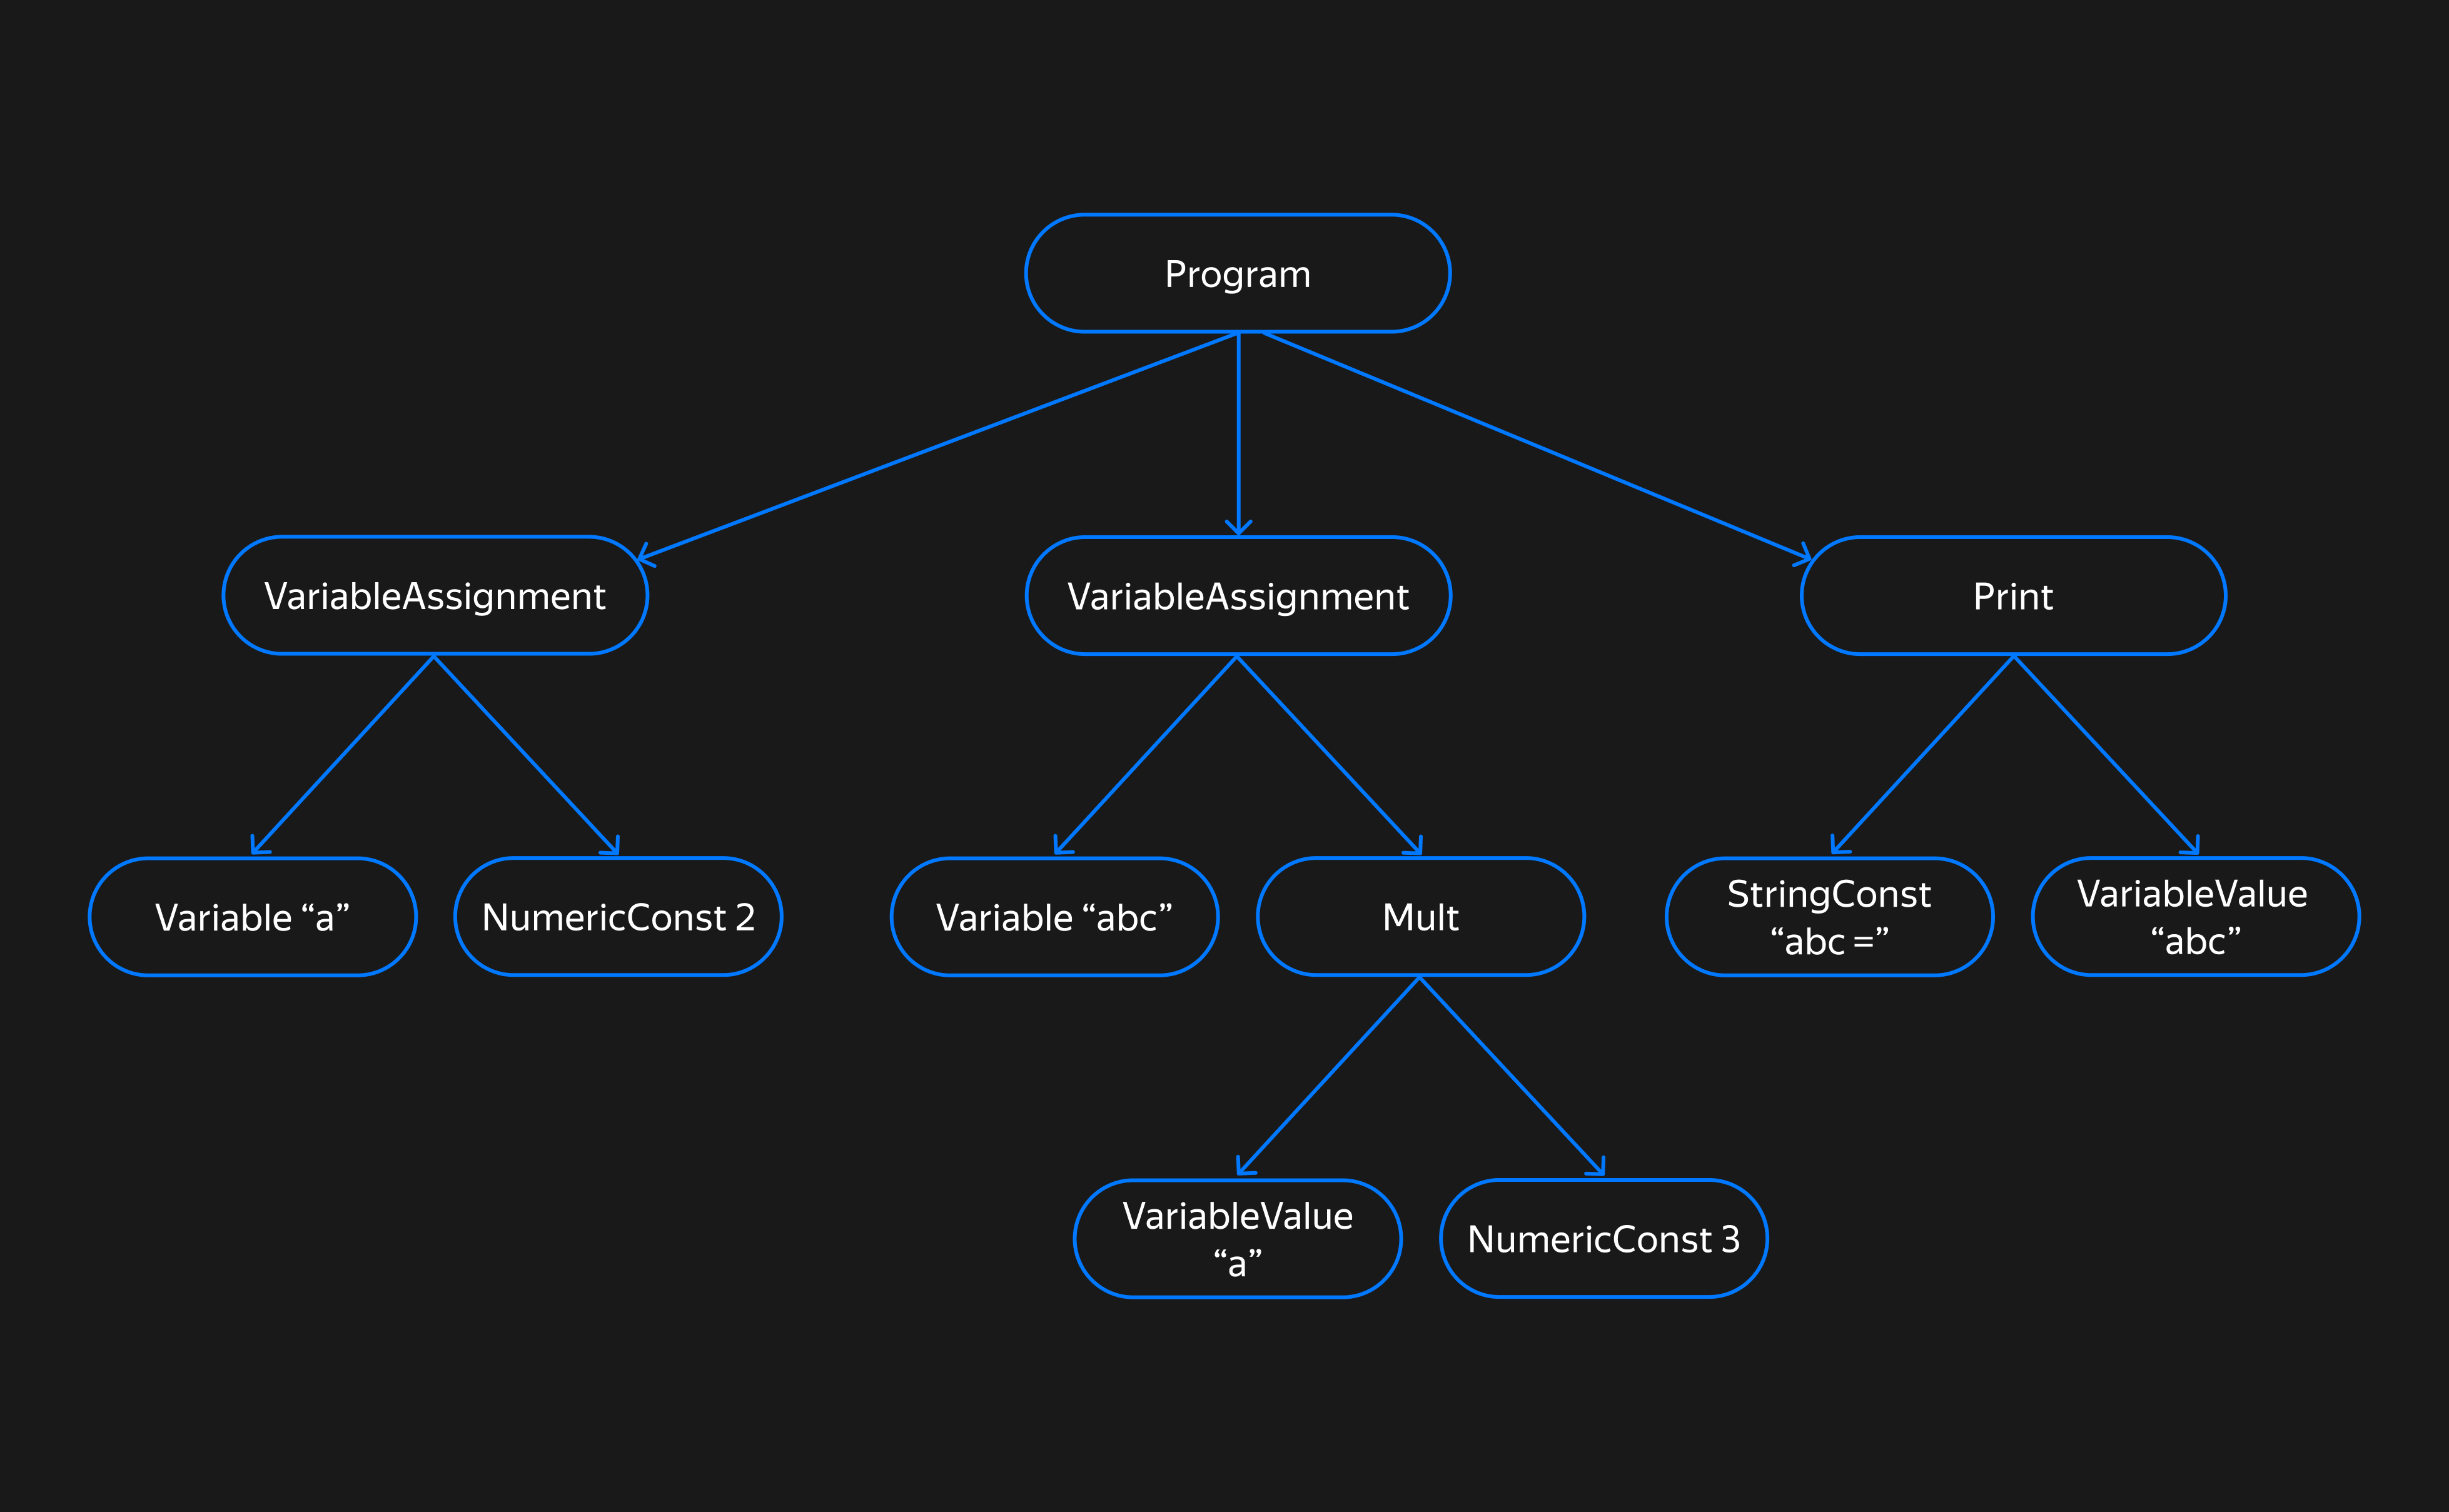 Program
VariableAssignment
VariableAssignment
Print
Variable “a”
NumericConst 2
Variable “abc”
Mult
StringConst
“abc =”
VariableValue
“abc”
VariableValue
“a”
NumericConst 3